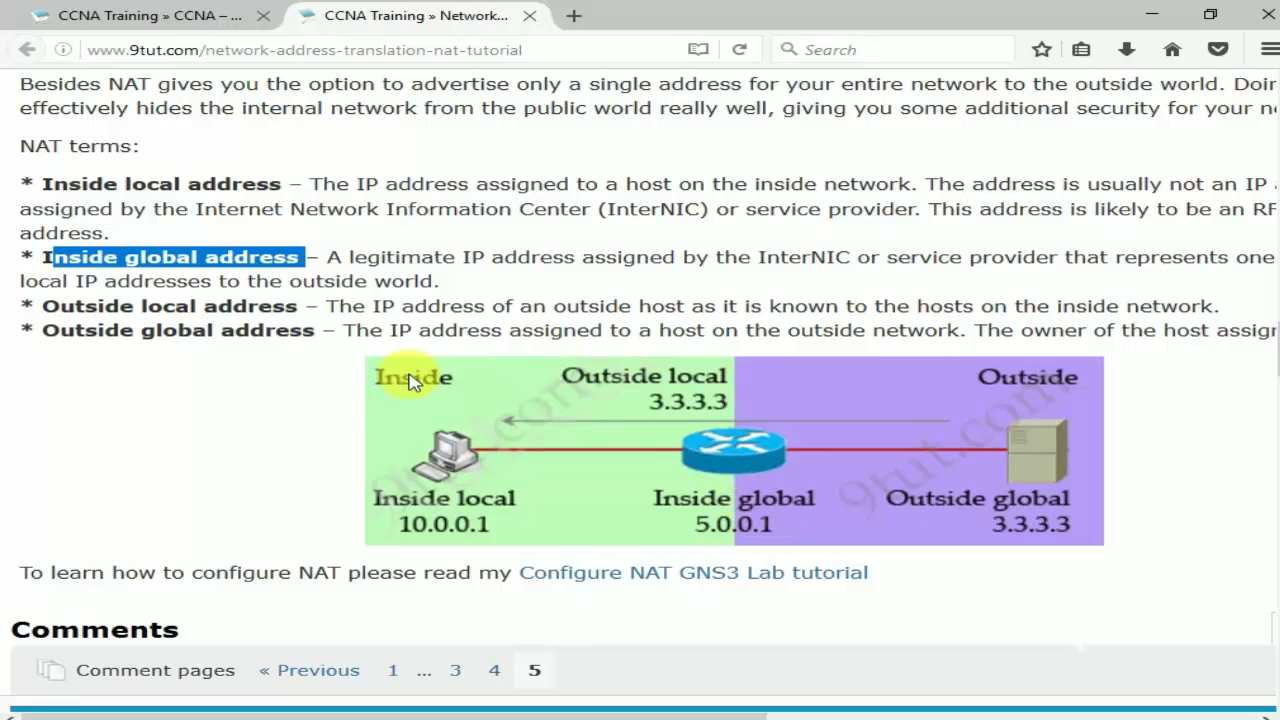 CCNA Training » CCNA – ...
CCNA Training » Network...
www.9tut.com/network-address-translation-nat-tutorial
Search
Besides NAT gives you the option to advertise only a single address for your entire network to the outside world.
effectively hides the internal network from the public world really well, giving you some additional security for your
NAT terms:
* Inside local address – The IP address assigned to a host on the inside network. The address is usually not an IP
assigned by the Internet Network Information Center (InterNIC) or service provider. This address is likely to be an
address.
* Inside global address – A legitimate IP address assigned by the InterNIC or service provider that represents one
local IP addresses to the outside world.
* Outside local address – The IP address of an outside host as it is known to the hosts on the inside network.
* Outside global address – The IP address assigned to a host on the outside network. The owner of the host
Inside
Outside local
3.3.3.3
Outside
Inside local
10.0.0.1
Inside global
5.0.0.1
Outside global
3.3.3.3
9tut.com
To learn how to configure NAT please read my Configure NAT GNS3 Lab tutorial
Comments
Comment pages « Previous 1 ... 3 4 5